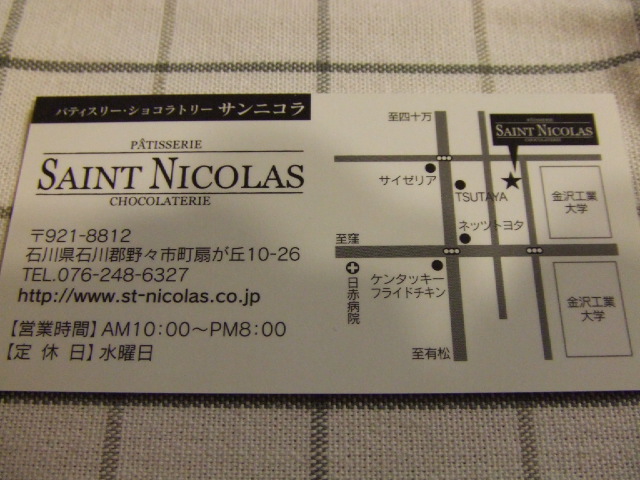 パティスリー・ショコラトリー サンニコラ
PÂTISSERIE
SAINT NICOLAS
CHOCOLATERIE
〒921-8812
石川県石川郡野々市町扇が丘10-26
TEL.076-248-6327
http://www.st-nicolas.co.jp
【営業時間】AM10:00〜PM8:00
【定 休 日】水曜日
至四十万
PÂTISSERIE
SAINT NICOLAS
CHOCOLATERIE
サイゼリア
TSUTAYA
金沢工業
大学
ネッツトヨタ
至窪
日赤病院
ケンタッキー
フライドチキン
金沢工業
大学
至有松